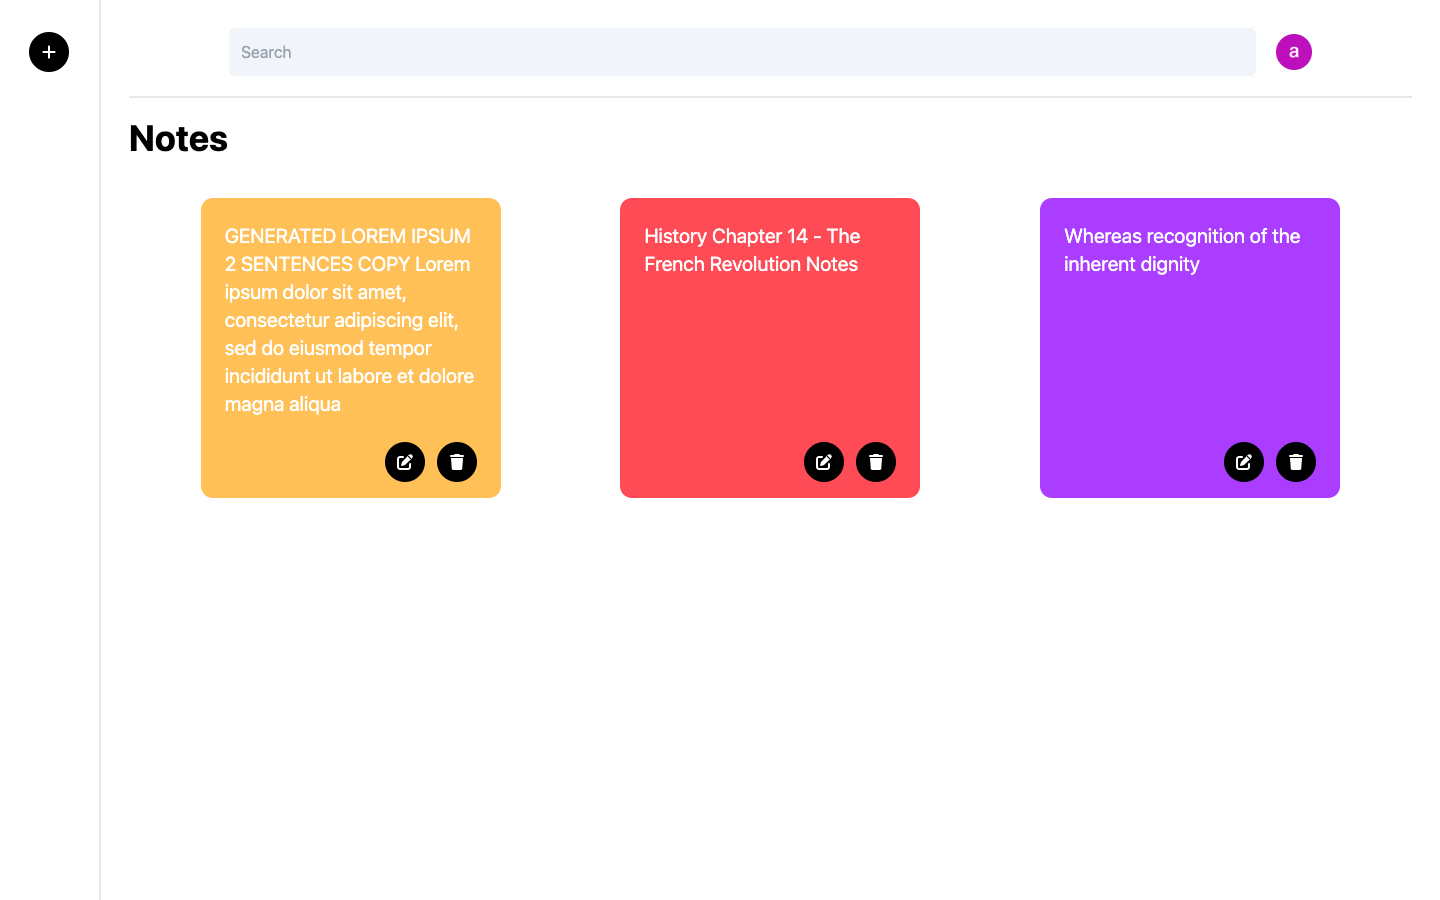 Search
a
Notes
GENERATED LOREM IPSUM
2 SENTENCES COPY Lorem
ipsum dolor sit amet,
consectetur adipiscing elit,
sed do eiusmod tempor
incididunt ut labore et dolore
magna aliqua
History Chapter 14 - The
French Revolution Notes
Whereas recognition of the
inherent dignity